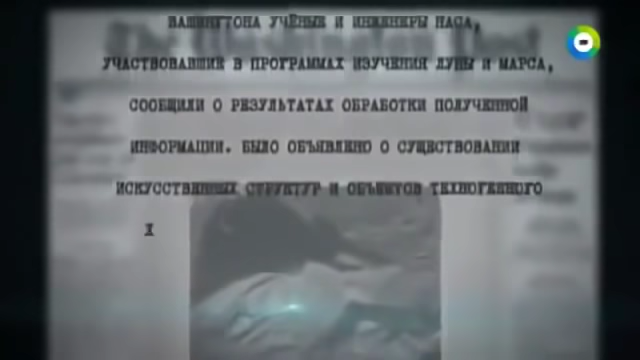 ВАШИНГТОНА УЧЁНЫЕ И ИНЖЕНЕРЫ НАСА,
УЧАСТВОВАВШИЕ В ПРОГРАММАХ ИЗУЧЕНИЯ ЛУНЫ И МАРСА,
СООБЩИЛИ О РЕЗУЛЬТАТАХ ОБРАБОТКИ ПОЛУЧЕННОЙ
ИНФОРМАЦИИ. БЫЛО ОБЪЯВЛЕНО О СУЩЕСТВОВАНИИ
ИСКУССТВЕННЫХ СТРУКТУР И ОБЪЕКТОВ ТЕХНОГЕННОГО
Х